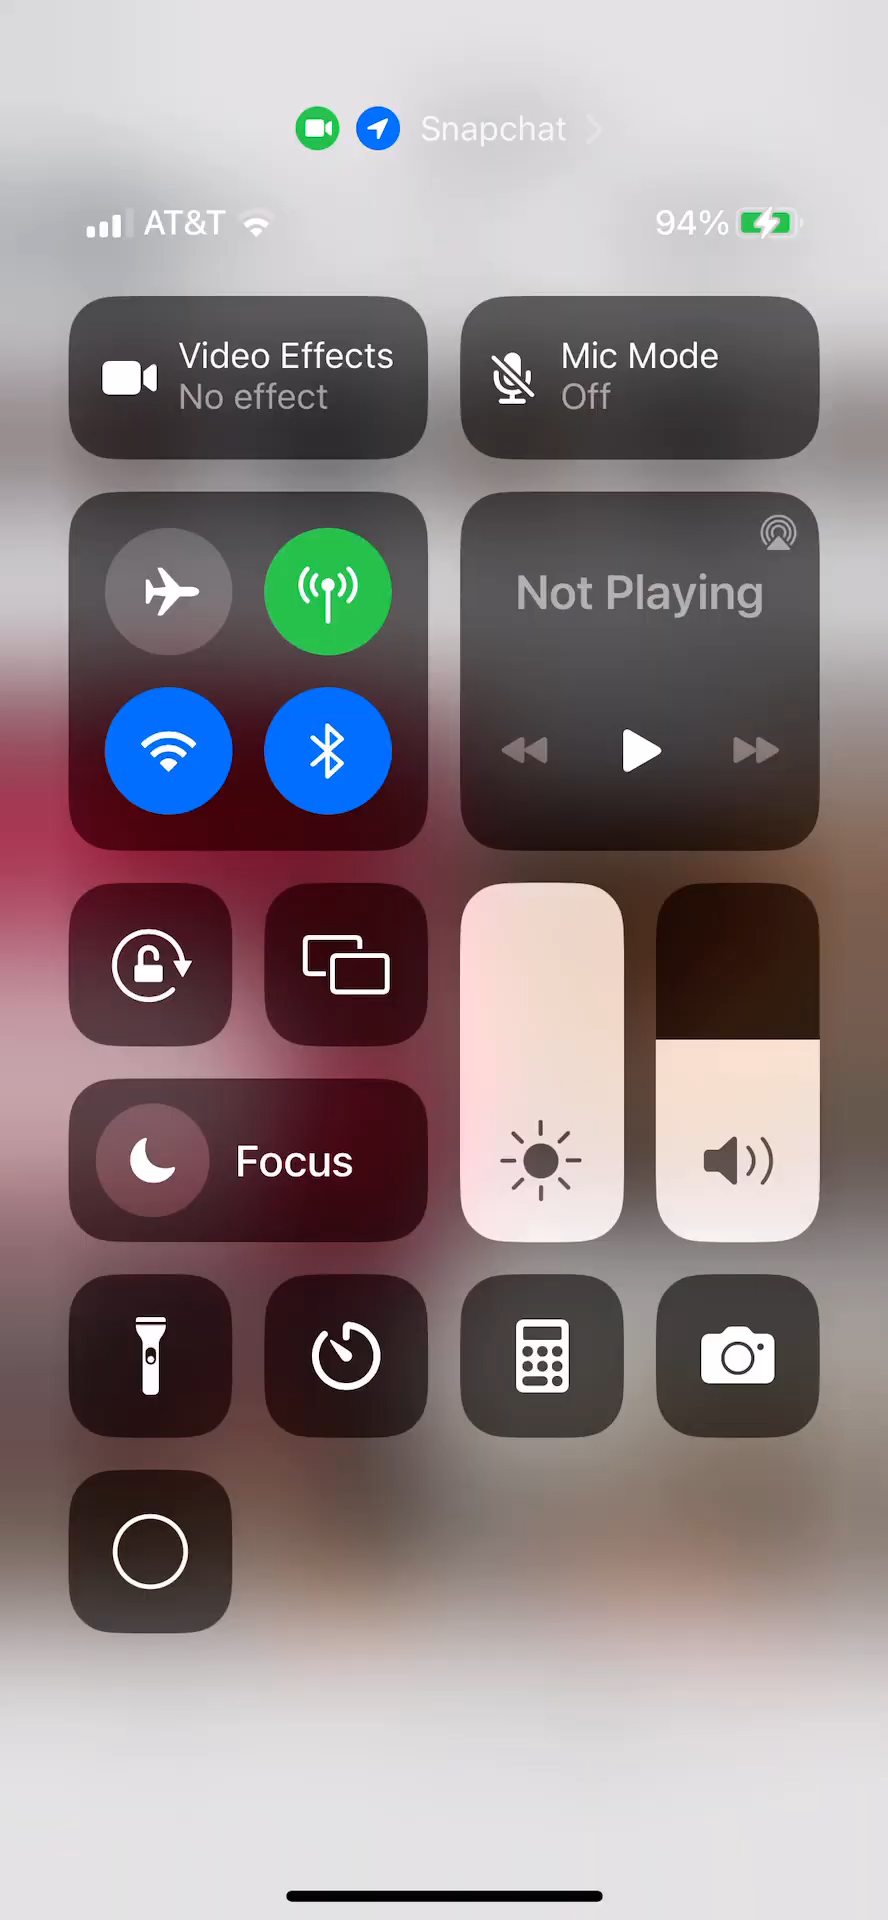 Snapchat
AT&T
94%
Video Effects
No effect
Mic Mode
Off
Not Playing
Focus